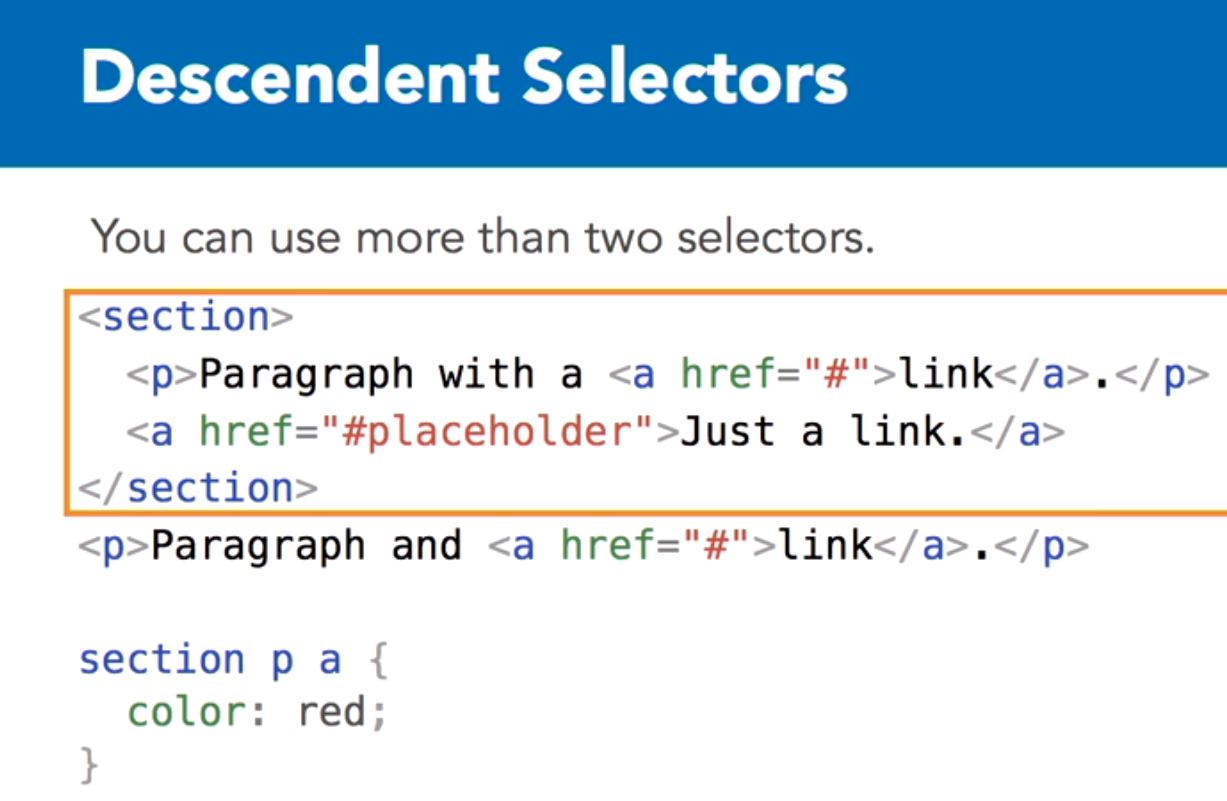 Descendent Selectors
You can use more than two selectors.
<section>
  <p>Paragraph with a <a href="#">link</a>.</p>
  <a href="#placeholder">Just a link.</a>
</section>
<p>Paragraph and <a href="#">link</a>.</p>
section p a {
  color: red;
}